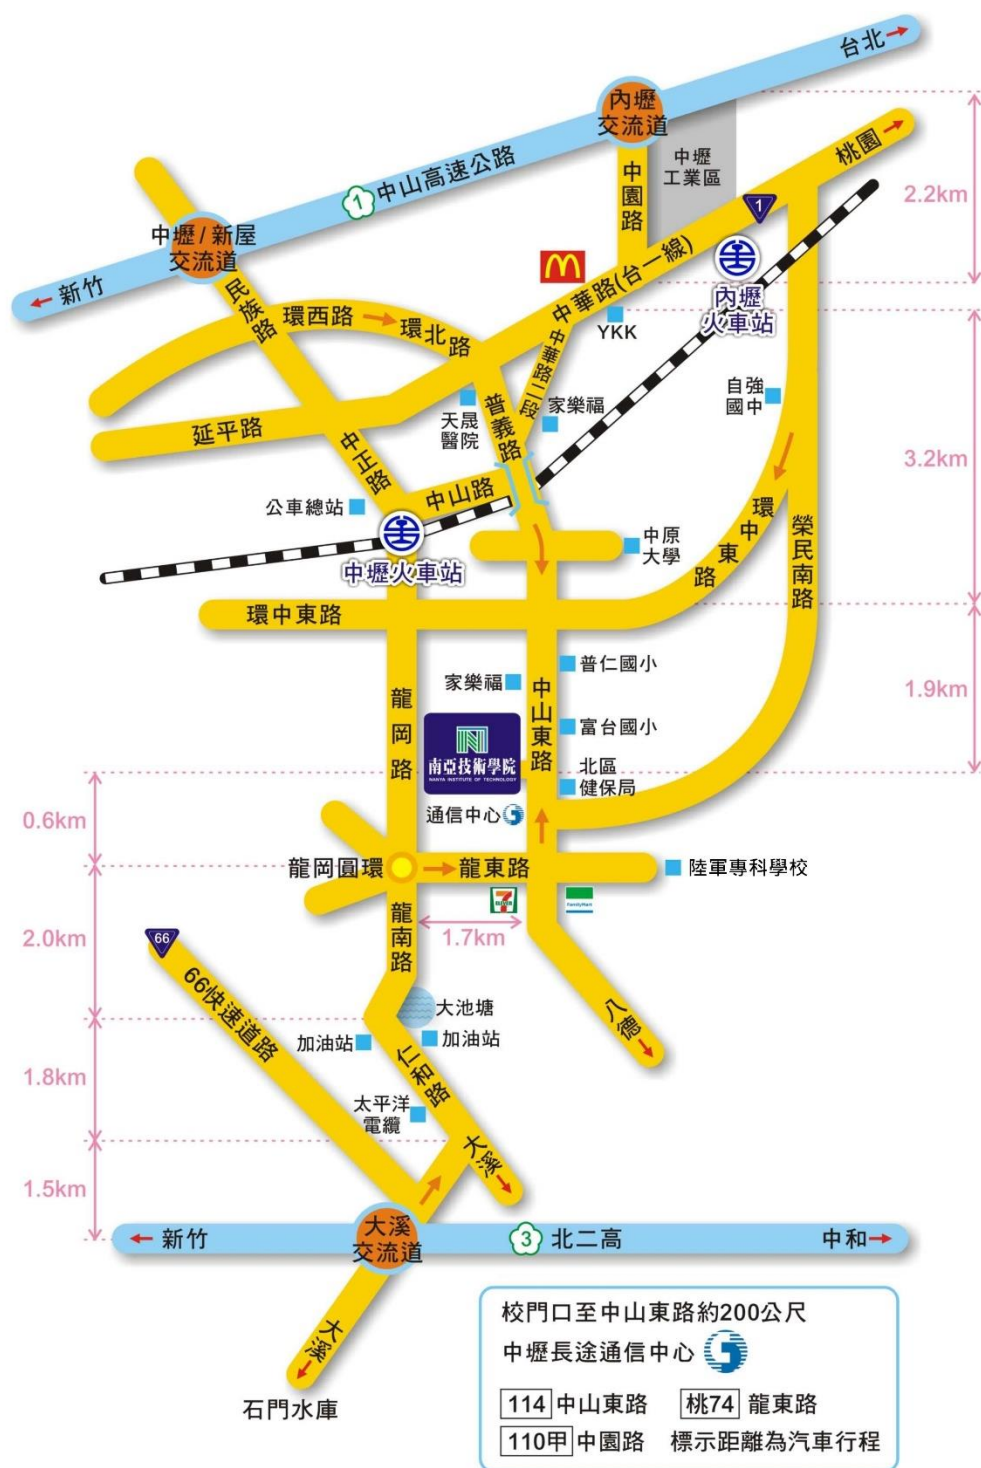 台北
內壢
交流道
中壢
工業區
桃園
中園路
2.2km
1
中山高速公路
1
中壢/新屋
交流道
新竹
民族路
中華路(台一線)
內壢
火車站
YKK
環西路
環北路
中華路二段
自強
國中
家樂福
天晟
醫院
普義路
延平路
3.2km
中正路
中山路
公車總站
中原
大學
環中東路
榮民南路
中壢火車站
環中東路
普仁國小
家樂福
龍岡路
中山東路
1.9km
富台國小
南亞技術學院
NANYA INSTITUTE OF TECHNOLOGY
北區
健保局
通信中心
0.6km
龍岡圓環
龍東路
陸軍專科學校
7
ELEVEN
FamilyMart
龍南路
1.7km
2.0km
66
66快速道路
大池塘
八德
加油站
加油站
仁和路
1.8km
太平洋
電纜
大溪
1.5km
大溪
交流道
新竹
3
北二高
中和
大溪
石門水庫
校門口至中山東路約200公尺
中壢長途通信中心
114 中山東路 桃74 龍東路
110甲 中園路 標示距離為汽車行程